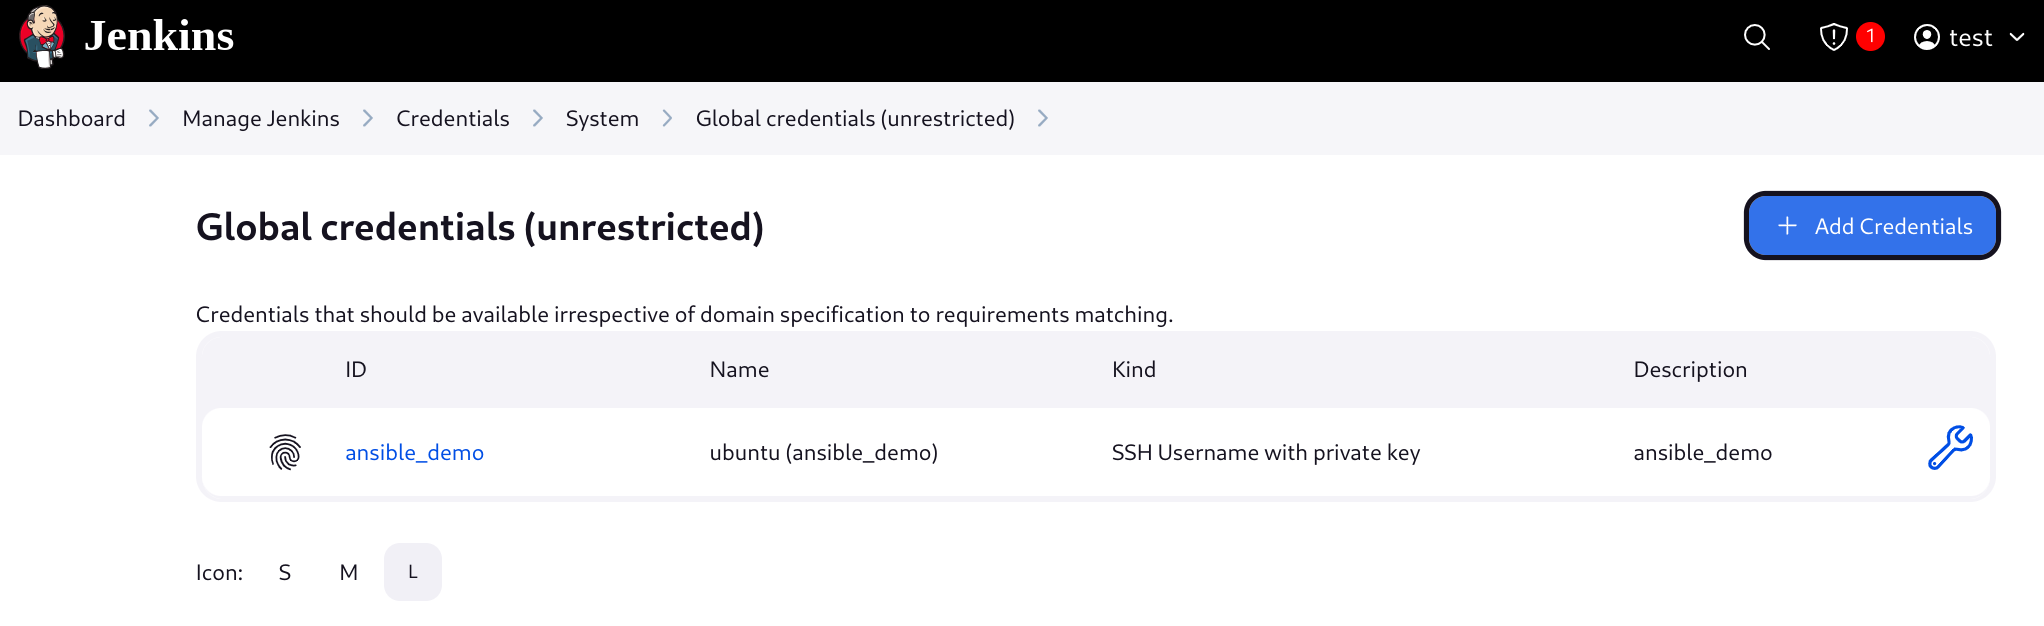 Jenkins
1 test
Dashboard Manage Jenkins Credentials System Global credentials (unrestricted)
Global credentials (unrestricted)
+ Add Credentials
Credentials that should be available irrespective of domain specification to requirements matching.
ID Name Kind Description
ansible_demo ubuntu (ansible_demo) SSH Username with private key ansible_demo
Icon: S M L